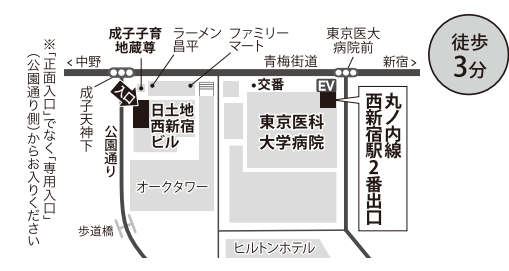 ※「正面入口」でなく「専用入口」
（公園通り側）からお入りください
成子子育
地蔵尊
ラーメン
昌平
ファミリー
マート
東京医大
病院前
徒歩
3分
<中野
青梅街道
新宿>
成子天神下
入口
公園通り
日土地
西新宿
ビル
•交番
EV
東京医科
大学病院
丸ノ内線
西新宿駅2番出口
オークタワー
歩道橋
ヒルトンホテル